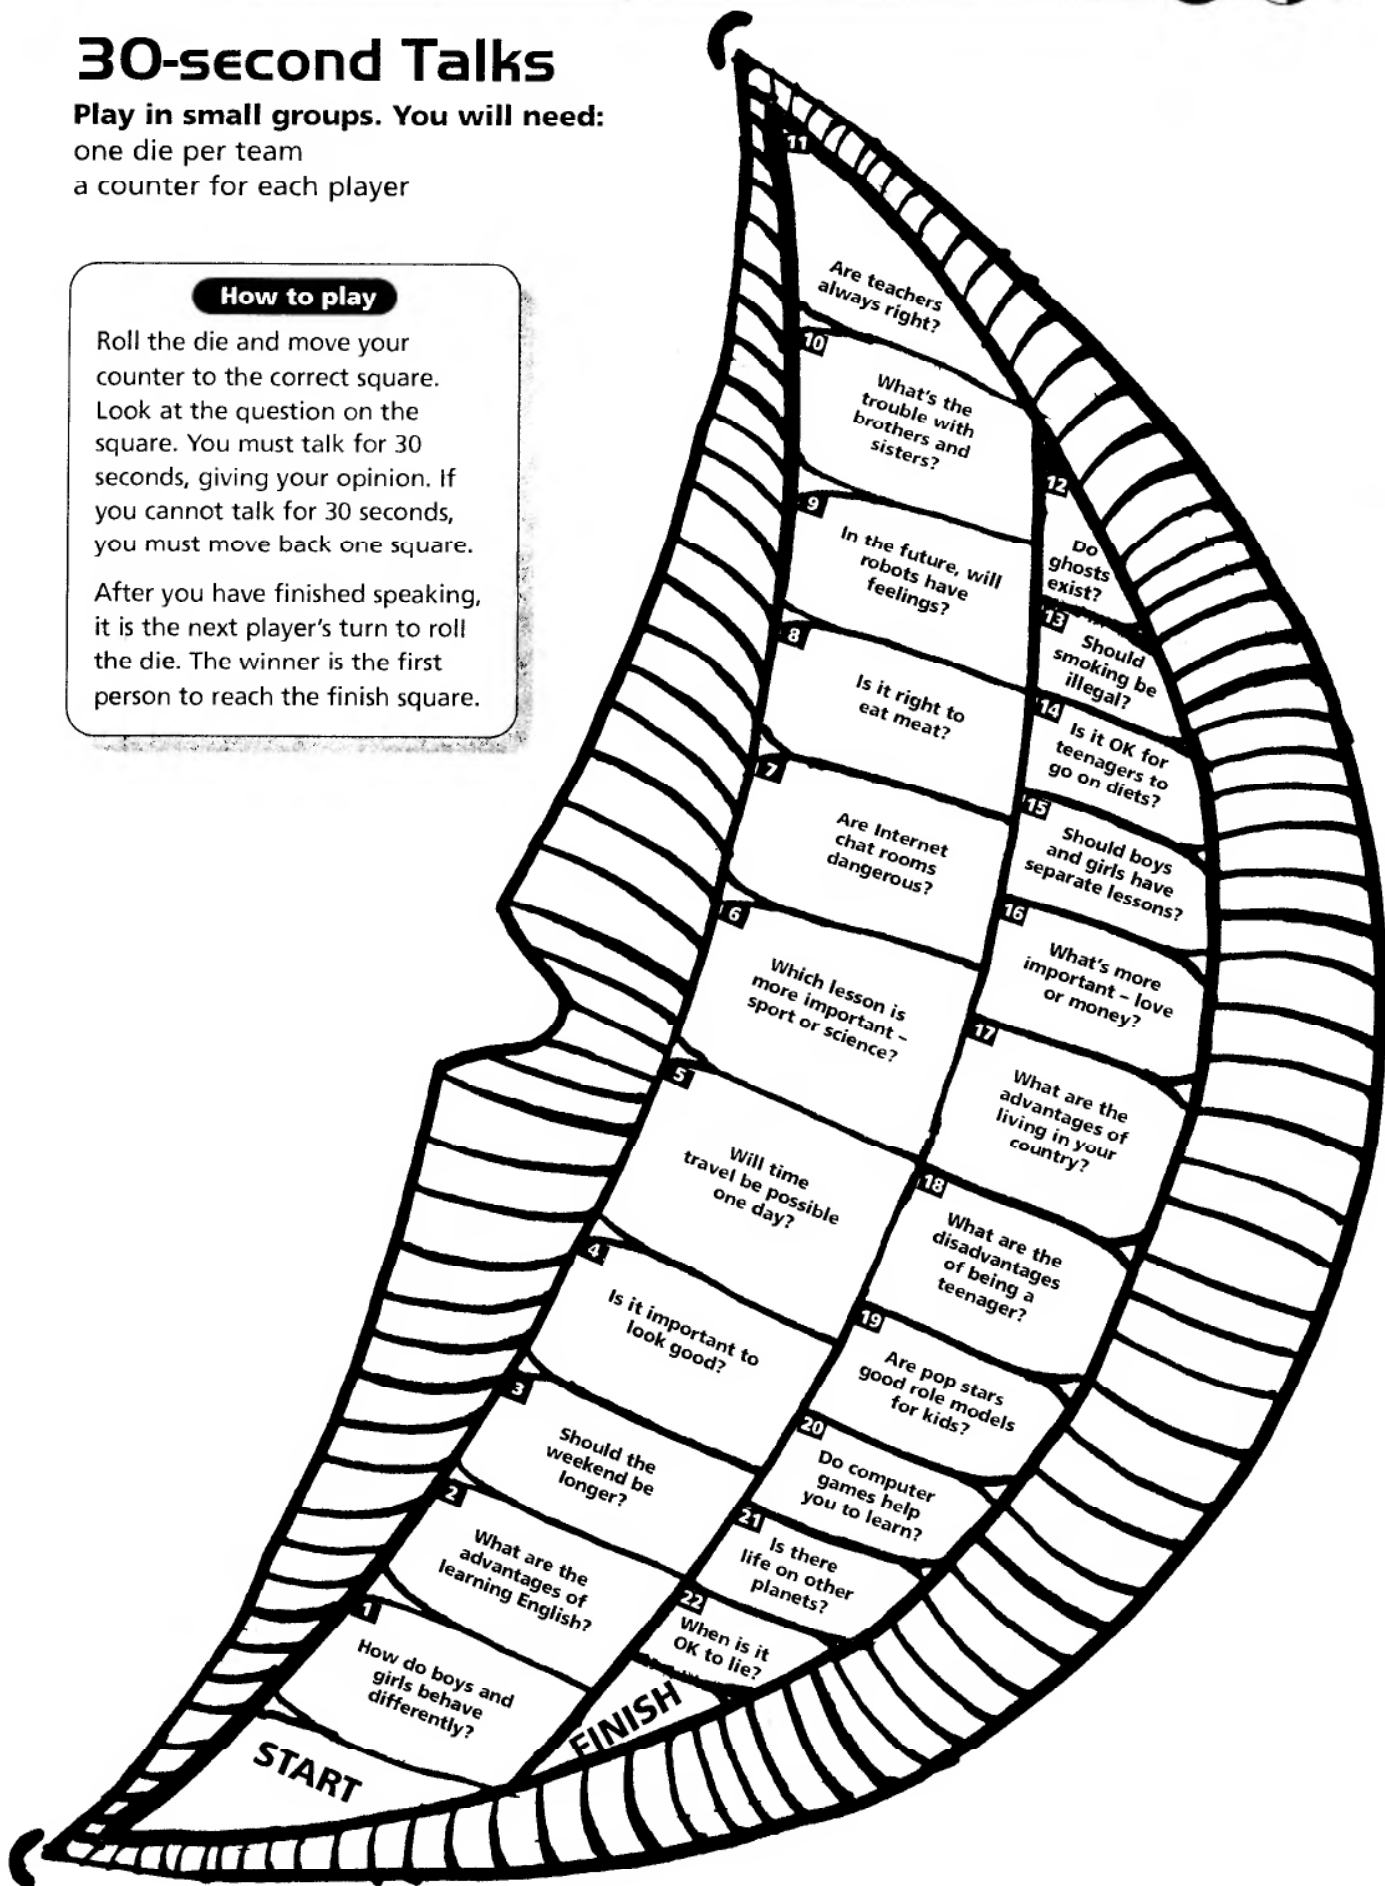 30-second Talks
Play in small groups. You will need:
one die per team
a counter for each player
How to play
Roll the die and move your
counter to the correct square.
Look at the question on the
square. You must talk for 30
seconds, giving your opinion. If
you cannot talk for 30 seconds,
you must move back one square.
After you have finished speaking,
it is the next player's turn to roll
the die. The winner is the first
person to reach the finish square.
START
1
How do boys and
girls behave
differently?
2
What are the
advantages of
learning English?
3
Should the
weekend be
longer?
4
Is it important to
look good?
5
Will time
travel be possible
one day?
6
Which lesson is
more important –
sport or science?
7
Are Internet
chat rooms
dangerous?
8
Is it right to
eat meat?
9
In the future, will
robots have
feelings?
10
What's the
trouble with
brothers and
sisters?
11
Are teachers
always right?
12
Do
ghosts
exist?
13
Should
smoking be
illegal?
14
Is it OK for
teenagers to
go on diets?
15
Should boys
and girls have
separate lessons?
16
What's more
important – love
or money?
17
What are the
advantages of
living in your
country?
18
What are the
disadvantages
of being a
teenager?
19
Are pop stars
good role models
for kids?
20
Do computer
games help
you to learn?
21
Is there
life on other
planets?
22
When is it
OK to lie?
FINISH